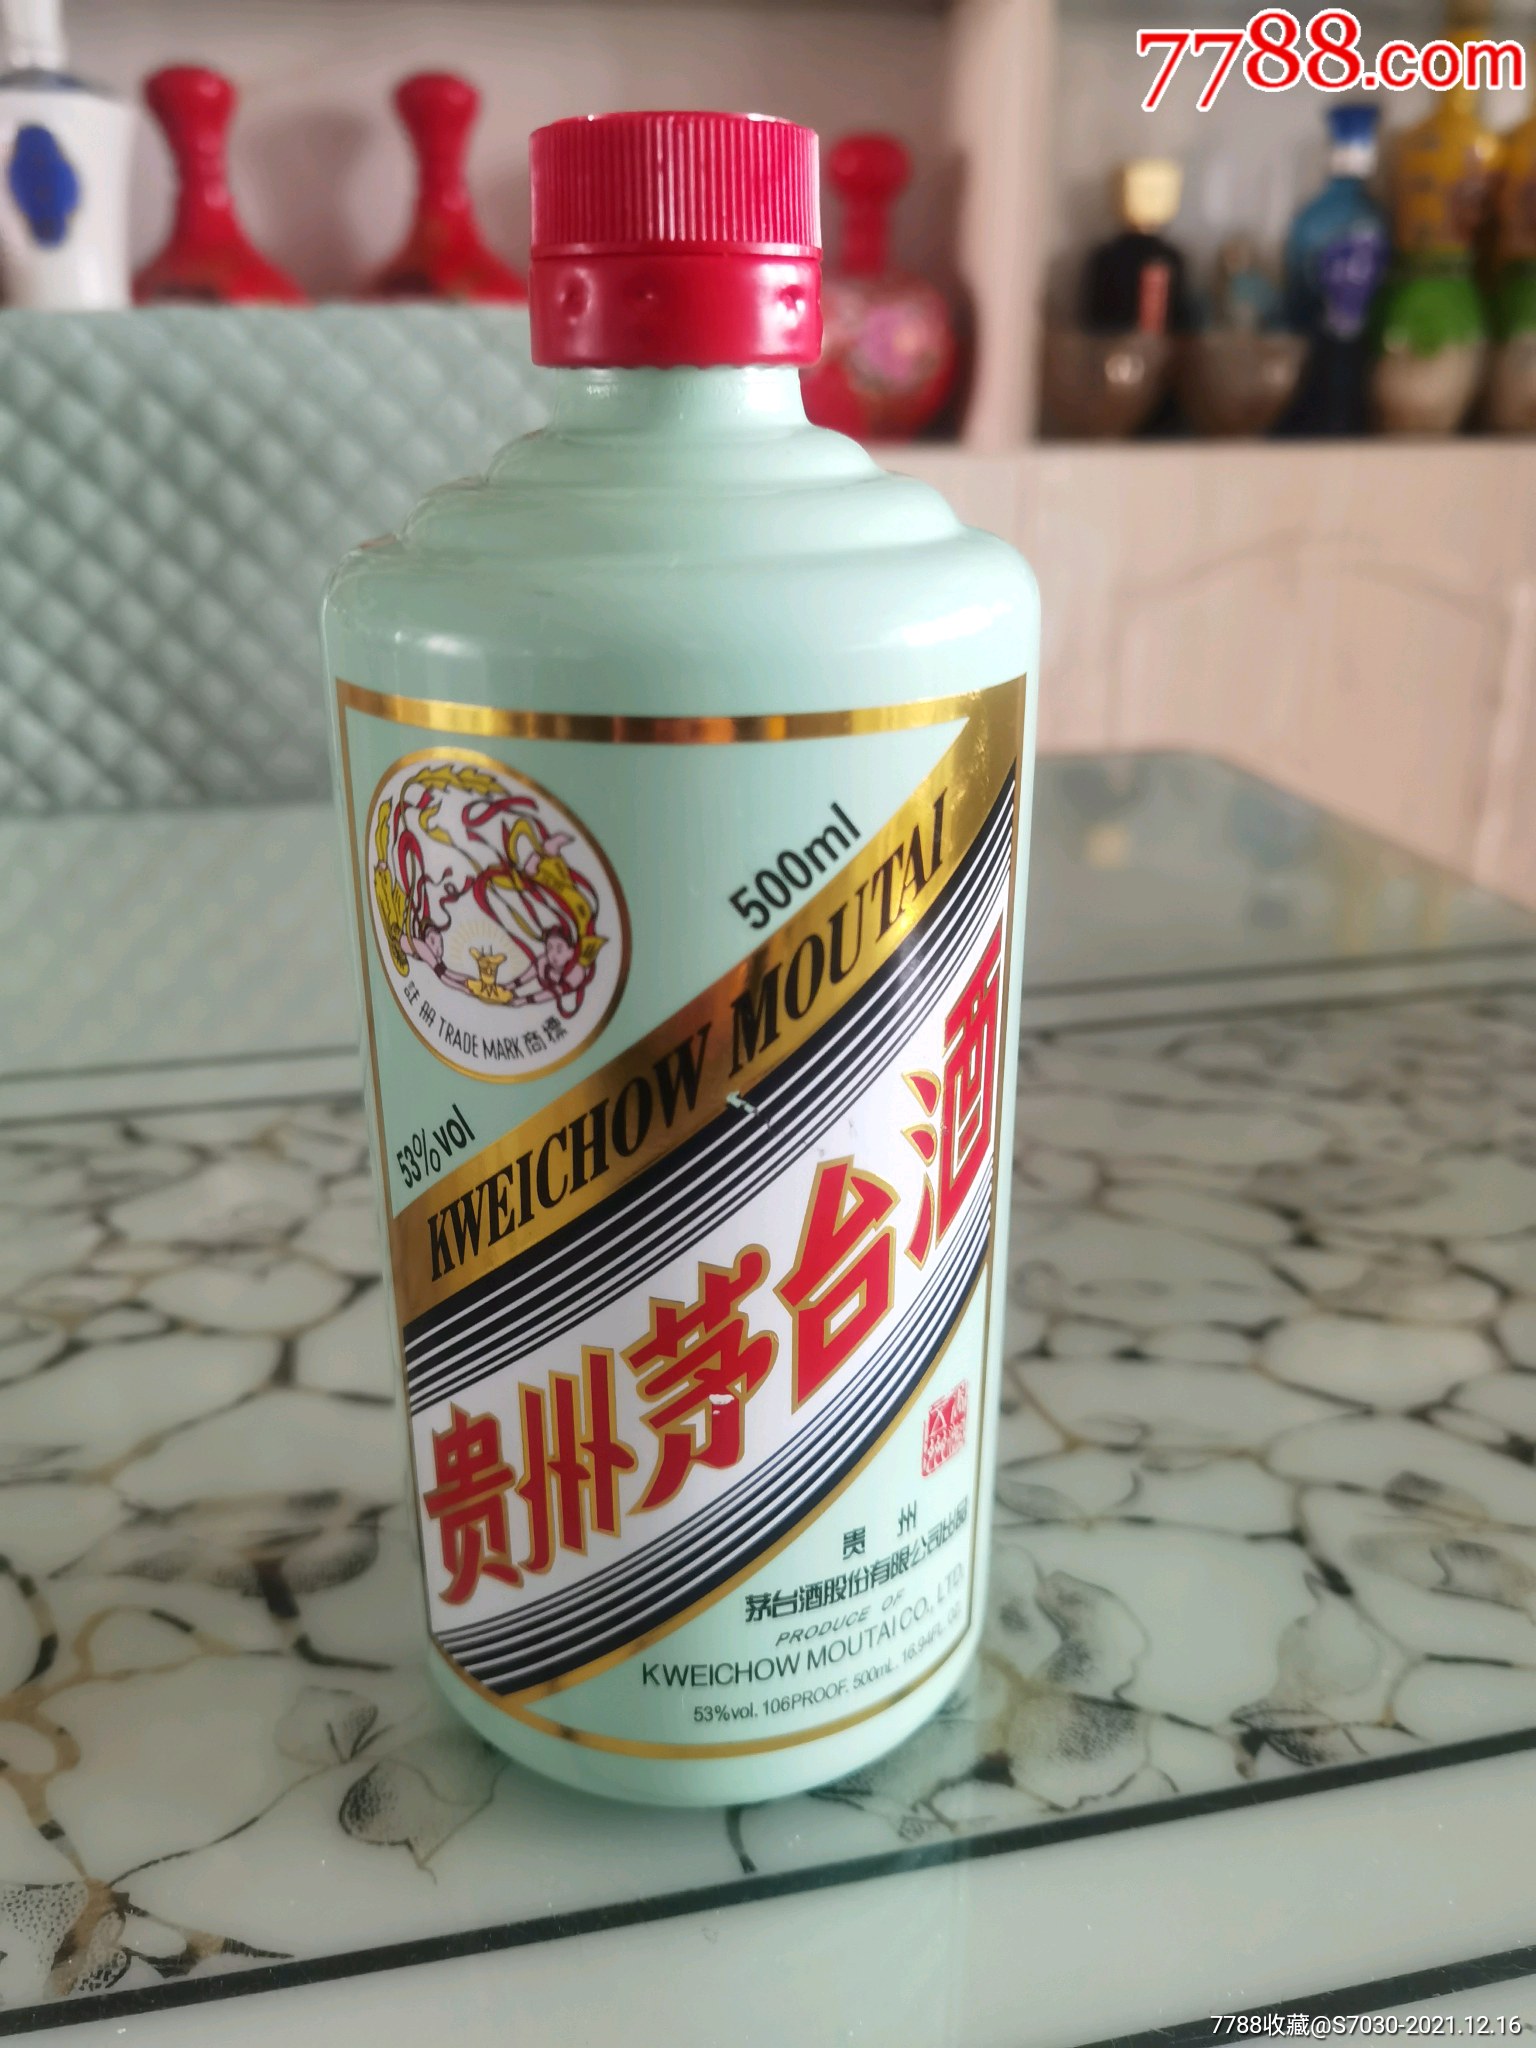 7788.com
註冊 TRADE MARK 商標
500ml
53%vol
KWEICHOW MOUTAI
贵州茅台酒
贵州
茅台酒股份有限公司出品
PRODUCE OF
KWEICHOW MOUTAI CO., LTD.
53%vol. 106PROOF. 500mL. 16.94FL.OZ.
7788收藏@S7030-2021.12.16